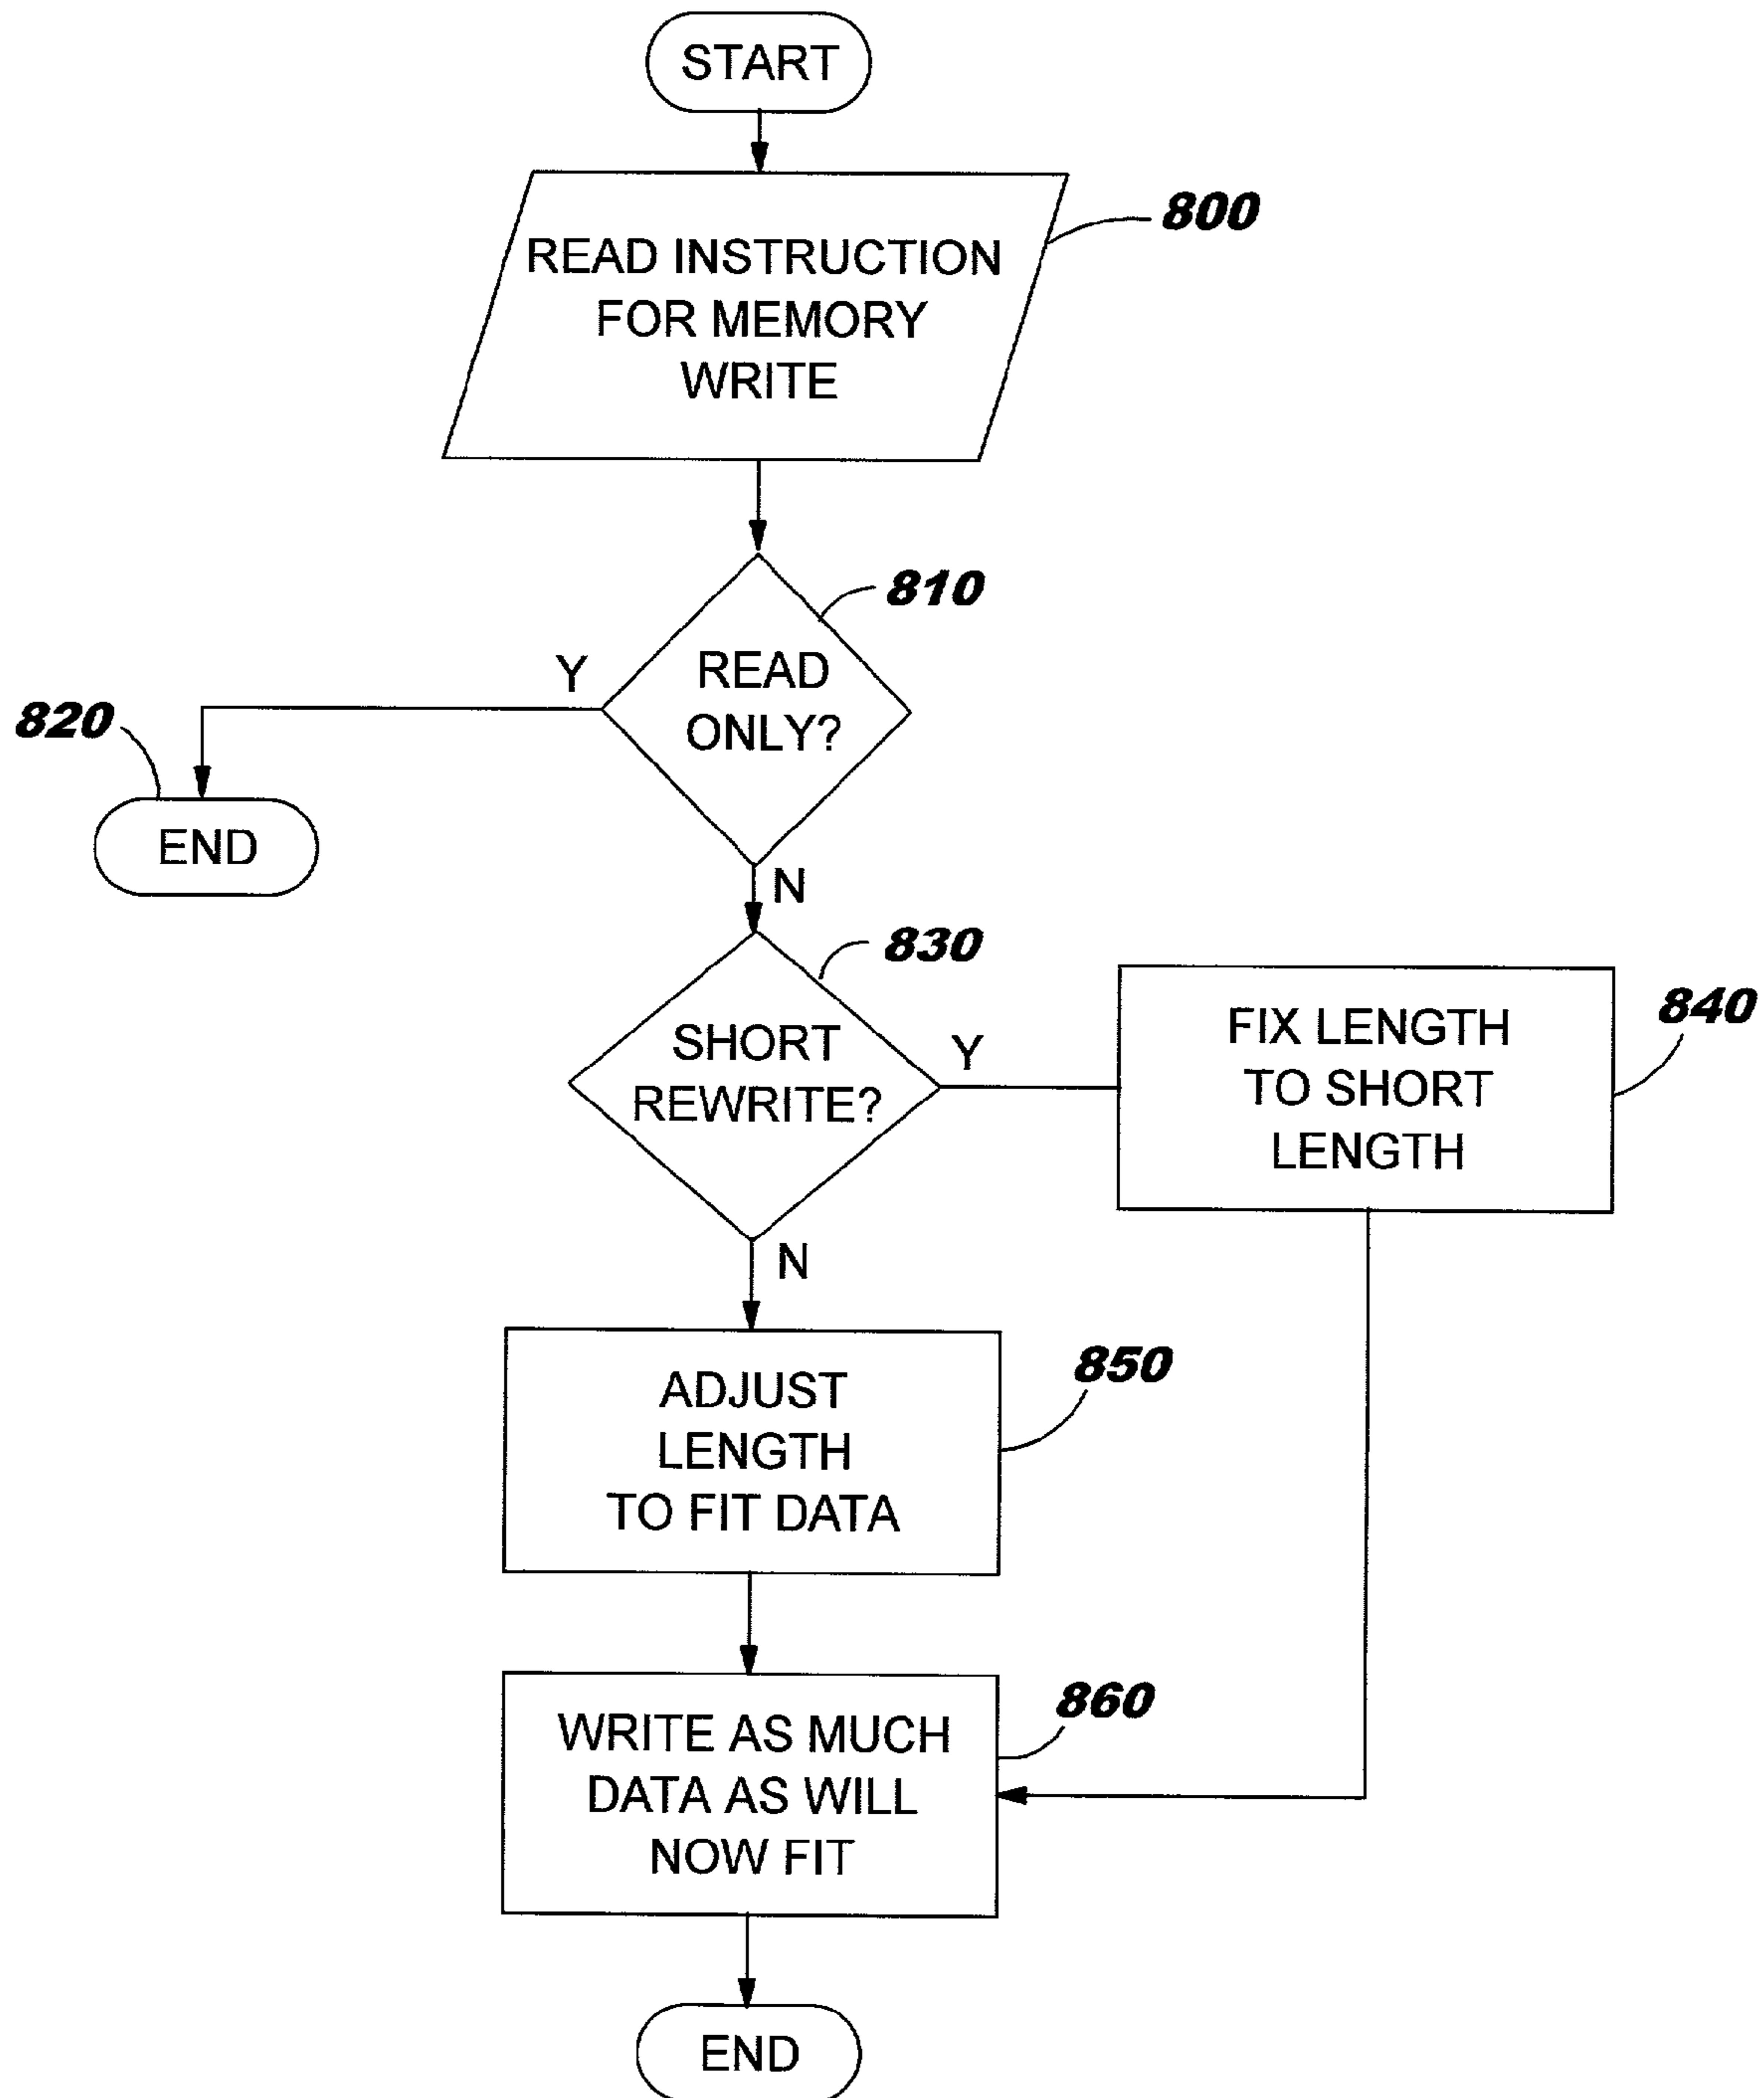 START
800
READ INSTRUCTION
FOR MEMORY
WRITE
810
READ
ONLY?
Y
820
END
N
830
SHORT
REWRITE?
Y
840
FIX LENGTH
TO SHORT
LENGTH
N
850
ADJUST
LENGTH
TO FIT DATA
860
WRITE AS MUCH
DATA AS WILL
NOW FIT
END